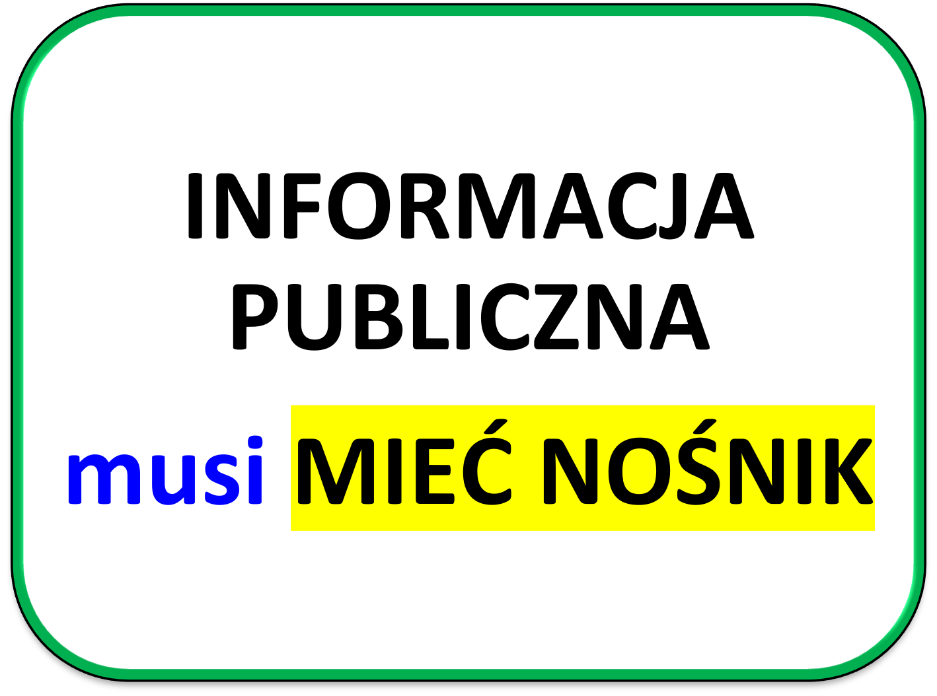 INFORMACJA
PUBLICZNA
musi MIEĆ NOŚNIK